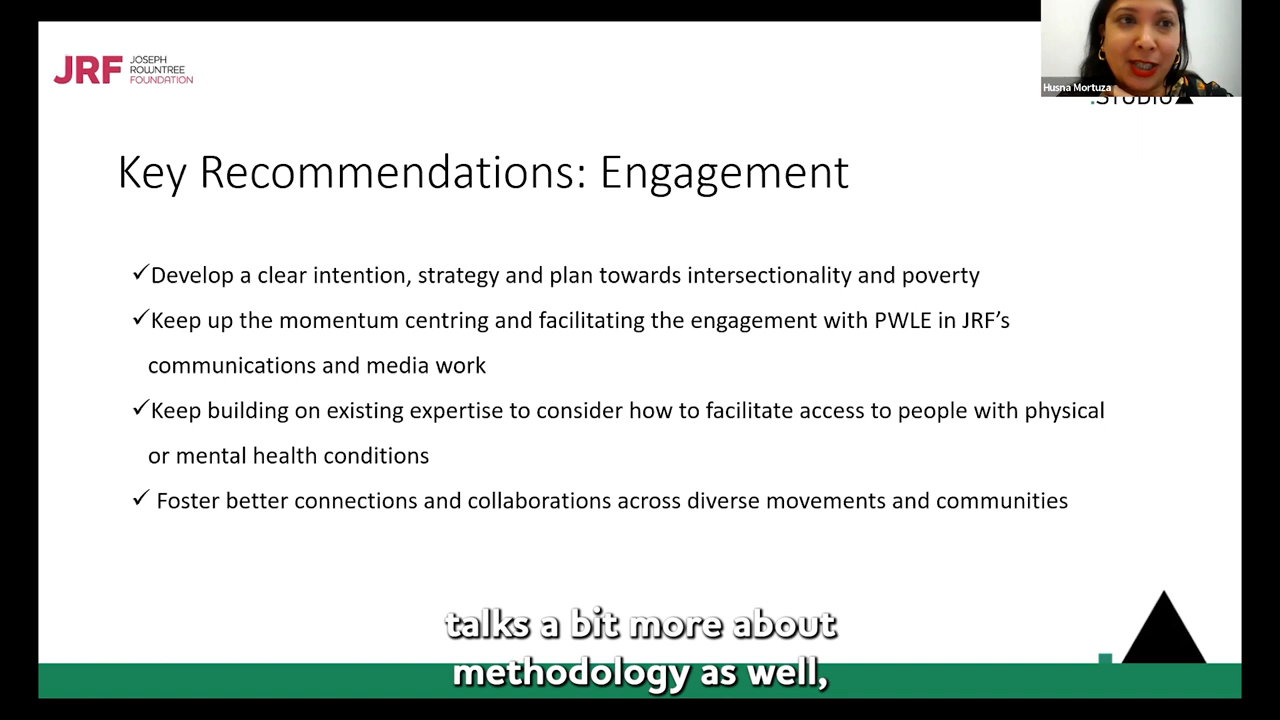 JRF JOSEPH
ROWNTREE
FOUNDATION
Husna Mortuza
:STUDIO
Key Recommendations: Engagement
✓Develop a clear intention, strategy and plan towards intersectionality and poverty
✓Keep up the momentum centring and facilitating the engagement with PWLE in JRF’s
communications and media work
✓Keep building on existing expertise to consider how to facilitate access to people with physical
or mental health conditions
✓ Foster better connections and collaborations across diverse movements and communities
talks a bit more about
methodology as well,